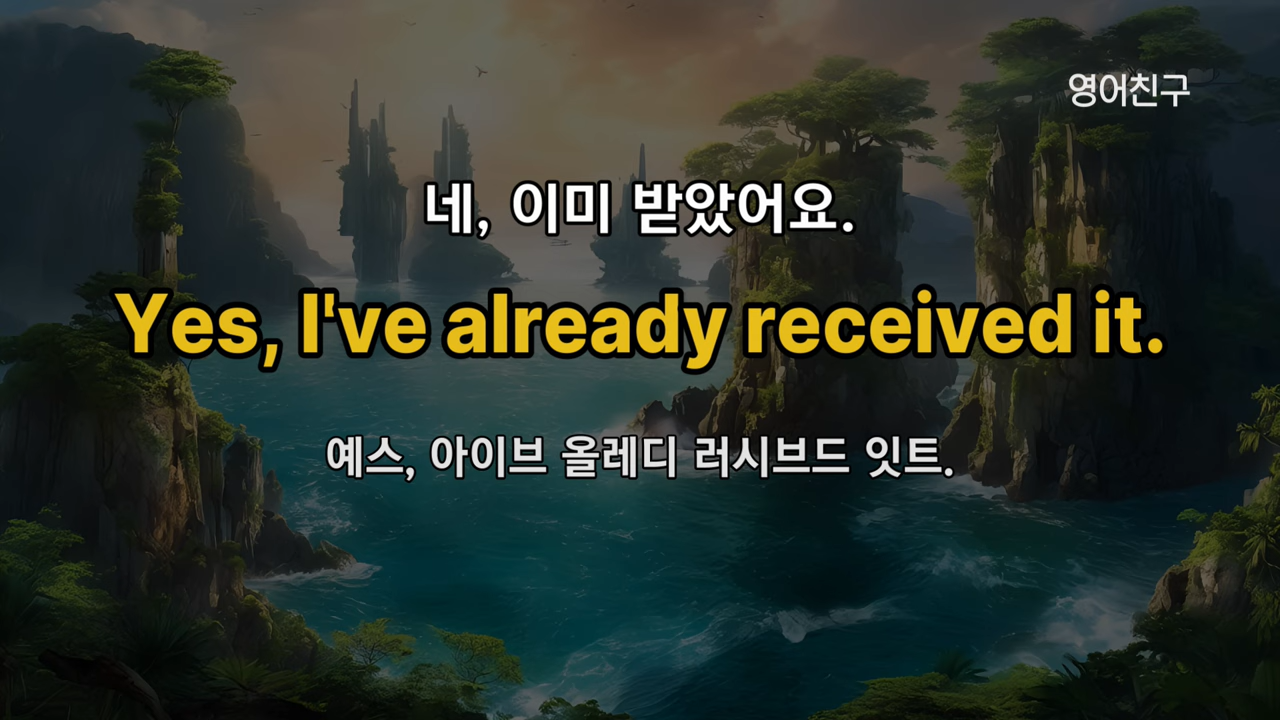 영어친구
네, 이미 받았어요.
Yes, I've already received it.
예스, 아이브 올레디 러시브드 잇트.